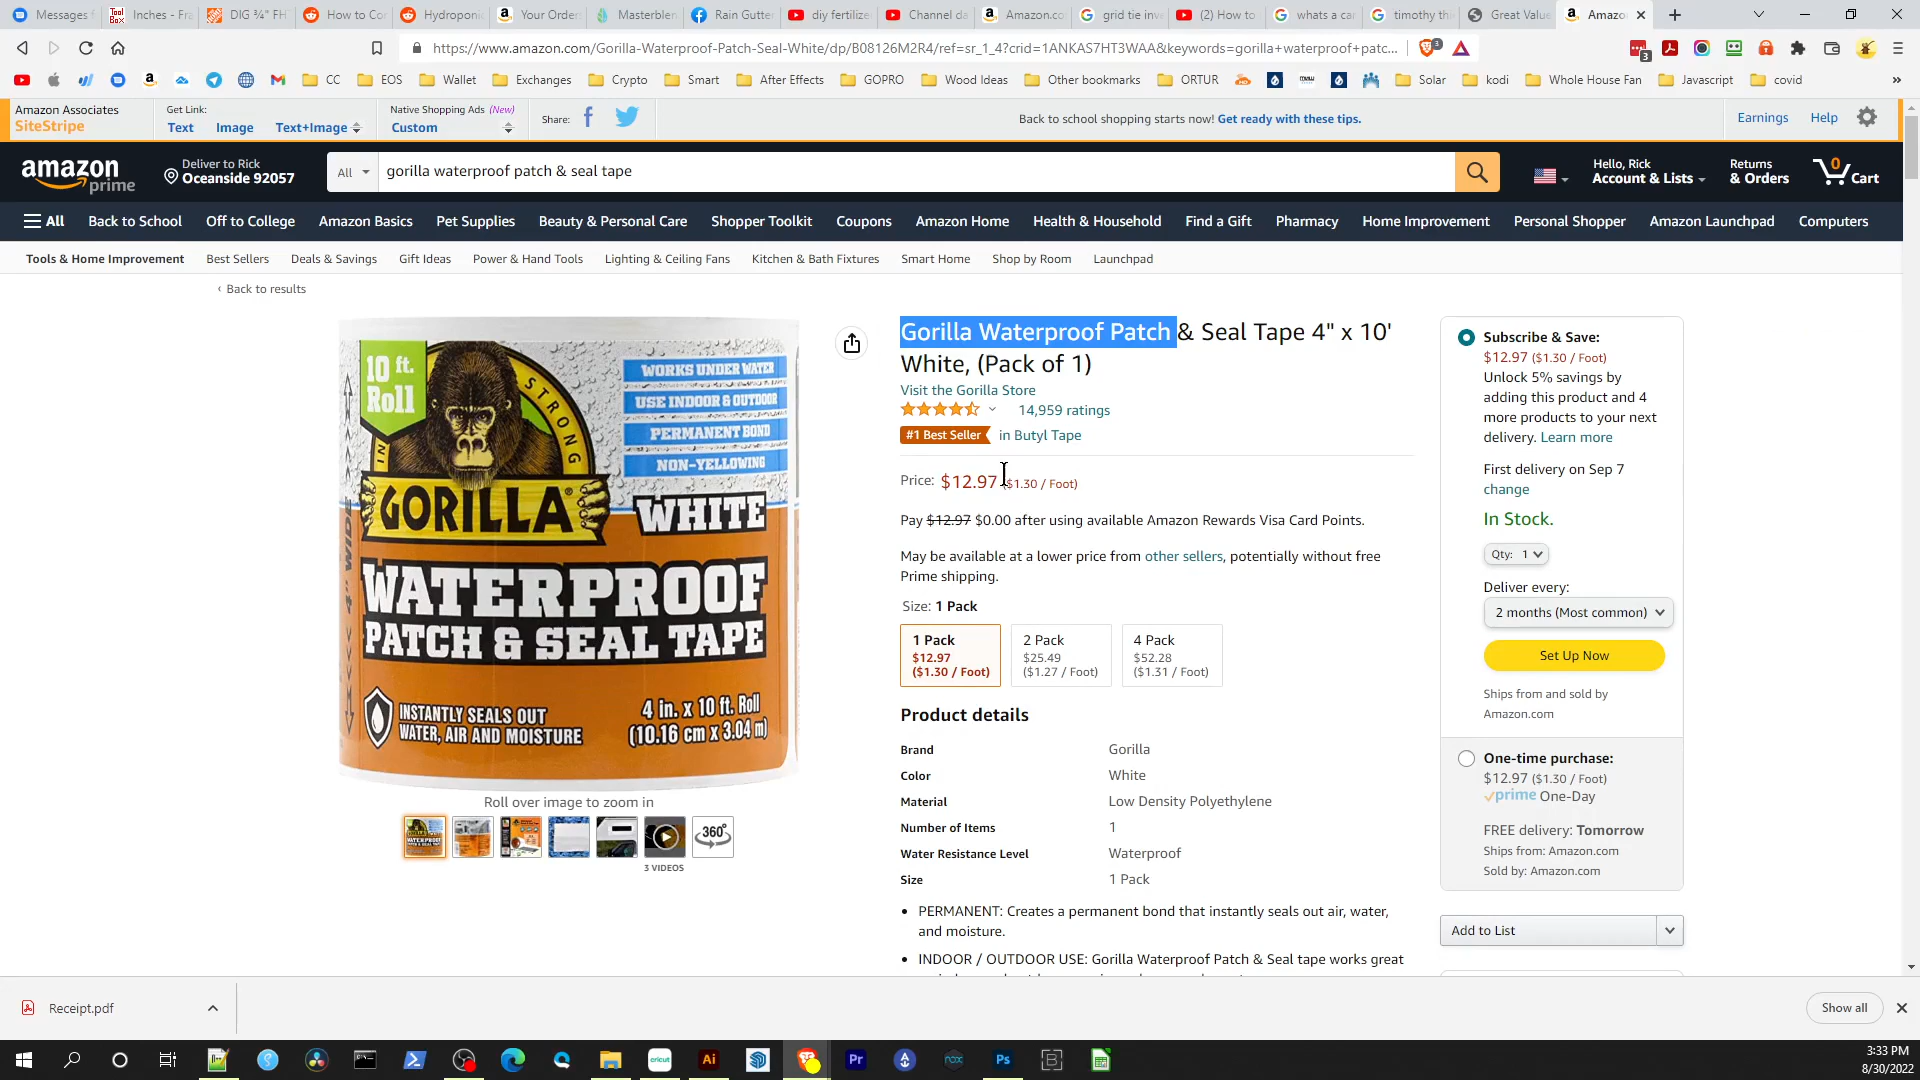 Messages f
Inches - Fra
DIG ¾" FH
How to Cor
Hydroponic
Your Order
Masterblen
Rain Gutter
diy fertilize
Channel da
Amazon.co
grid tie inve
(2) How to
whats a car
timothy tha
Great Value
Amazo
https://www.amazon.com/Gorilla-Waterproof-Patch-Seal-White/dp/B08126M2R4/ref=sr_1_4?crid=1ANKAS7HT3WAA&keywords=gorilla+waterproof+patc...
CC
EOS
Wallet
Exchanges
Crypto
Smart
After Effects
GOPRO
Wood Ideas
Other bookmarks
ORTUR
Solar
kodi
Whole House Fan
Javascript
covid
Amazon Associates
SiteStripe
Get Link:
Text
Image
Text+Image
Native Shopping Ads (New)
Custom
Share:
Back to school shopping starts now! Get ready with these tips.
Earnings
Help
amazon
prime
Deliver to Rick
Oceanside 92057
All
gorilla waterproof patch & seal tape
Hello, Rick
Account & Lists
Returns
& Orders
0
Cart
All
Back to School
Off to College
Amazon Basics
Pet Supplies
Beauty & Personal Care
Shopper Toolkit
Coupons
Amazon Home
Health & Household
Find a Gift
Pharmacy
Home Improvement
Personal Shopper
Amazon Launchpad
Computers
Tools & Home Improvement
Best Sellers
Deals & Savings
Gift Ideas
Power & Hand Tools
Lighting & Ceiling Fans
Kitchen & Bath Fixtures
Smart Home
Shop by Room
Launchpad
‹ Back to results
10 ft.
Roll
STRONG
IN
WORKS UNDER WATER
USE INDOOR & OUTDOOR
PERMANENT BOND
NON-YELLOWING
GORILLA®
WHITE
4" WIDE
WATERPROOF
PATCH & SEAL TAPE
INSTANTLY SEALS OUT
WATER, AIR AND MOISTURE
4 in. x 10 ft. Roll
(10.16 cm x 3.04 m)
Roll over image to zoom in
360°
3 VIDEOS
Gorilla Waterproof Patch & Seal Tape 4" x 10'
White, (Pack of 1)
Visit the Gorilla Store
14,959 ratings
#1 Best Seller
in Butyl Tape
Price: $12.97 ($1.30 / Foot)
Pay $12.97 $0.00 after using available Amazon Rewards Visa Card Points.
May be available at a lower price from other sellers, potentially without free
Prime shipping.
Size: 1 Pack
1 Pack
$12.97
($1.30 / Foot)
2 Pack
$25.49
($1.27 / Foot)
4 Pack
$52.28
($1.31 / Foot)
Product details
Brand
Gorilla
Color
White
Material
Low Density Polyethylene
Number of Items
1
Water Resistance Level
Waterproof
Size
1 Pack
• PERMANENT: Creates a permanent bond that instantly seals out air, water,
and moisture.
• INDOOR / OUTDOOR USE: Gorilla Waterproof Patch & Seal tape works great
Subscribe & Save:
$12.97 ($1.30 / Foot)
Unlock 5% savings by
adding this product and 4
more products to your next
delivery. Learn more
First delivery on Sep 7
change
In Stock.
Qty: 1
Deliver every:
2 months (Most common)
Set Up Now
Ships from and sold by
Amazon.com
One-time purchase:
$12.97 ($1.30 / Foot)
prime One-Day
FREE delivery: Tomorrow
Ships from: Amazon.com
Sold by: Amazon.com
Add to List
Receipt.pdf
Show all
cricut
Ai
Pr
nox
Ps
3:33 PM
8/30/2022